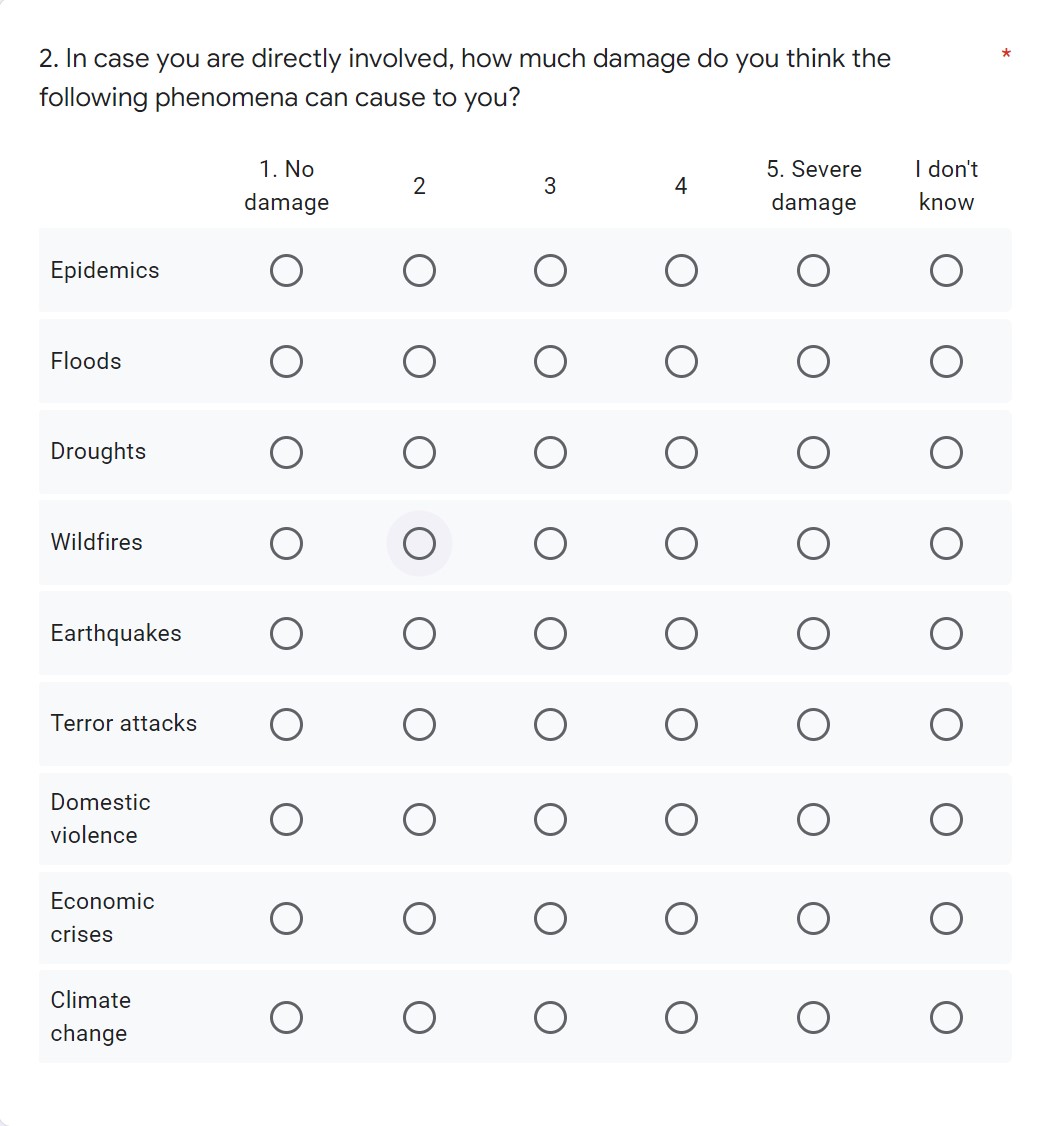 2. In case you are directly involved, how much damage do you think the *
following phenomena can cause to you?
1. No damage 2 3 4 5. Severe damage I don't know
Epidemics
Floods
Droughts
Wildfires
Earthquakes
Terror attacks
Domestic
violence
Economic
crises
Climate
change